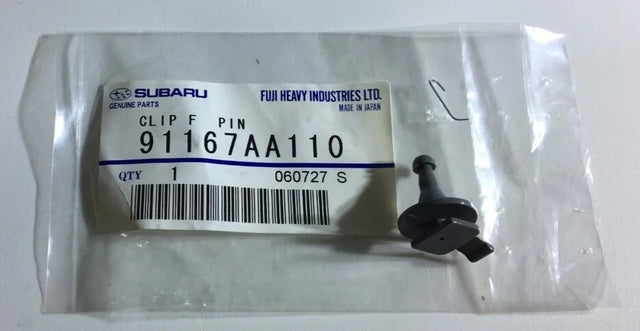 SUBARU
GENUINE PARTS
FUJI HEAVY INDUSTRIES LTD.
MADE IN JAPAN
CLIP F PIN
91167AA110
QTY 1 060727 S